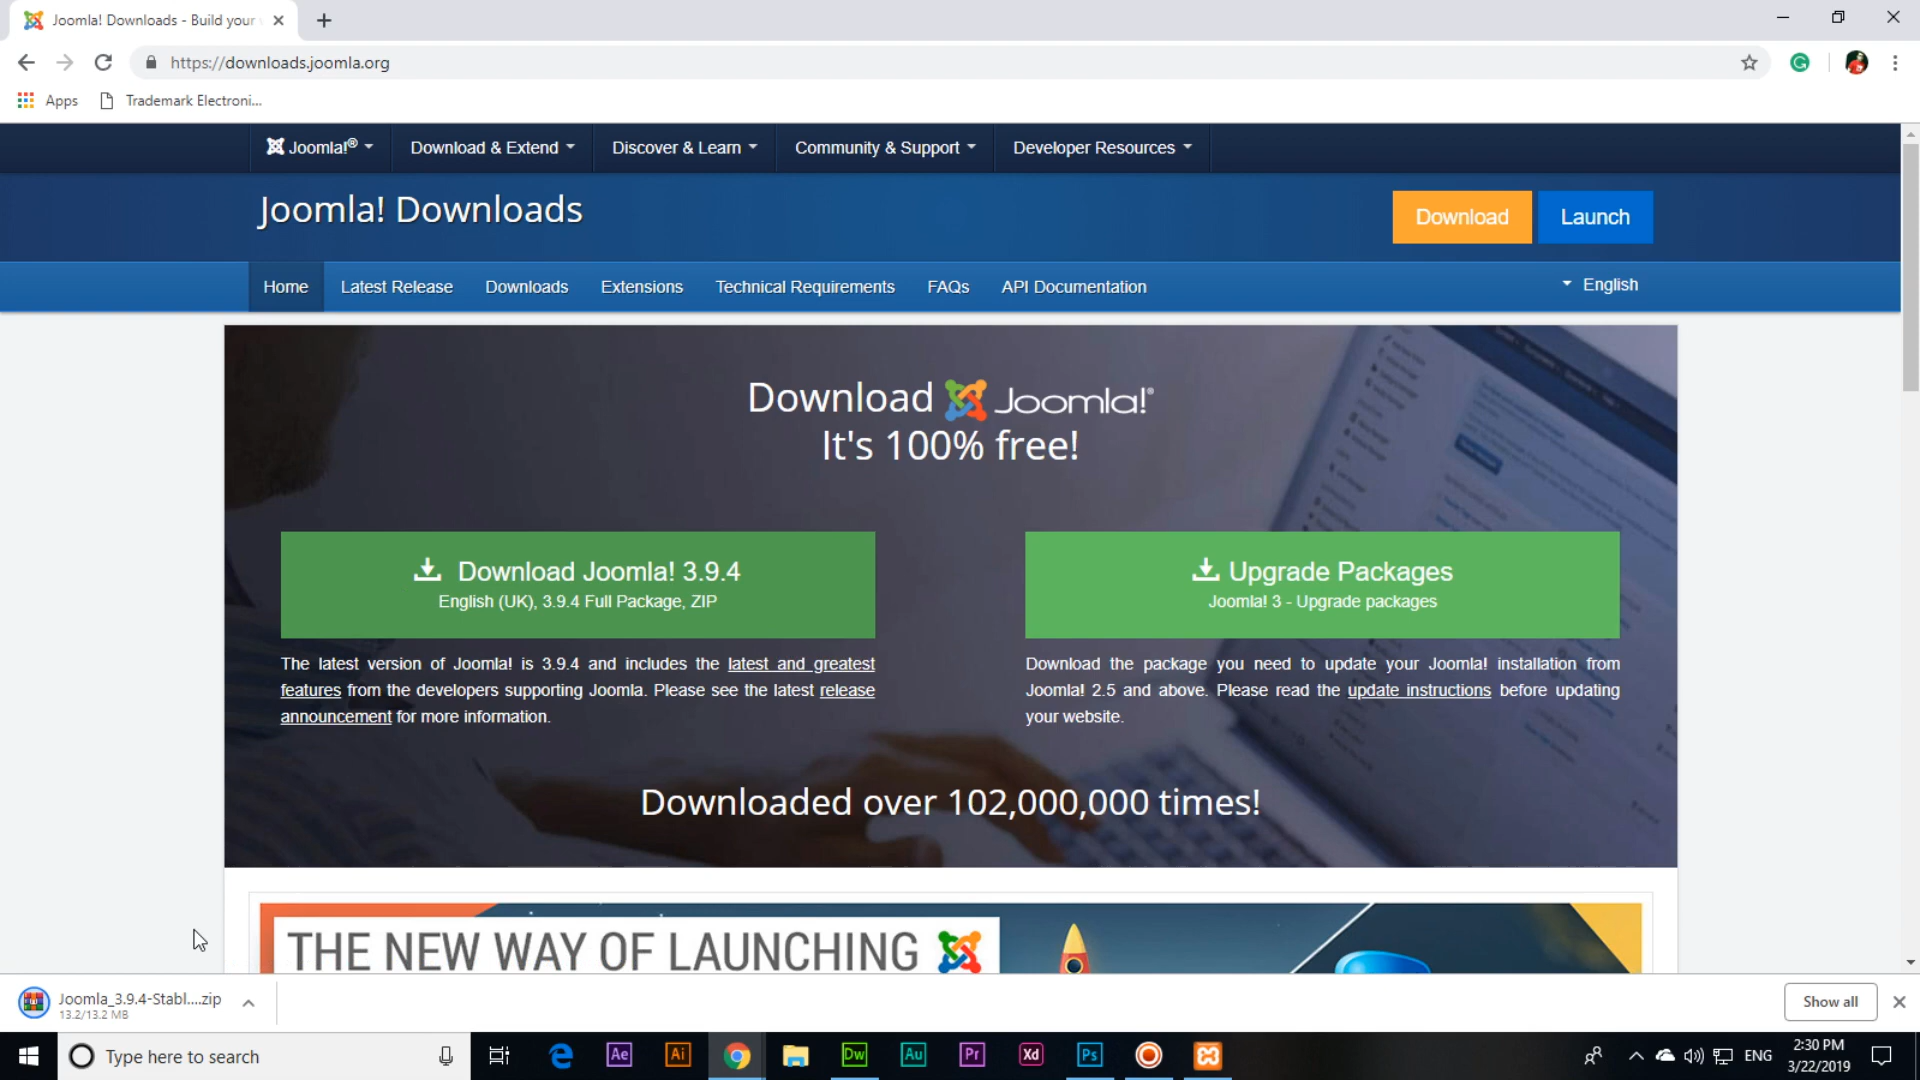 Joomla! Downloads - Build your
https://downloads.joomla.org
Apps
Trademark Electroni...
Joomla!®
Download & Extend
Discover & Learn
Community & Support
Developer Resources
Joomla! Downloads
Download
Launch
Home
Latest Release
Downloads
Extensions
Technical Requirements
FAQs
API Documentation
English
Download Joomla!®
It's 100% free!
Download Joomla! 3.9.4
English (UK), 3.9.4 Full Package, ZIP
The latest version of Joomla! is 3.9.4 and includes the latest and greatest
features from the developers supporting Joomla. Please see the latest release
announcement for more information.
Upgrade Packages
Joomla! 3 - Upgrade packages
Download the package you need to update your Joomla! installation from
Joomla! 2.5 and above. Please read the update instructions before updating
your website.
Downloaded over 102,000,000 times!
THE NEW WAY OF LAUNCHING
Joomla_3.9.4-Stabl....zip
13.2/13.2 MB
Show all
Type here to search
Ae
Ai
Dw
Au
Pr
Xd
Ps
ENG
2:30 PM
3/22/2019